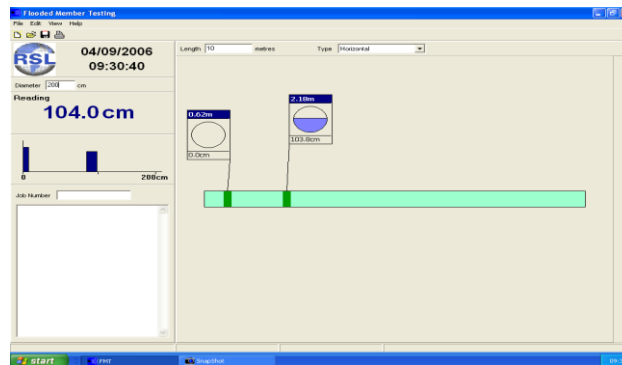 Flooded Member Testing
File Edit View Help
RSL
04/09/2006
09:30:40
Length 10 metres Type Horizontal
Diameter 200 cm
Reading
104.0 cm
0 200cm
Job Number
0.62m
0.0cm
2.18m
103.8cm
start FMT SnapShot